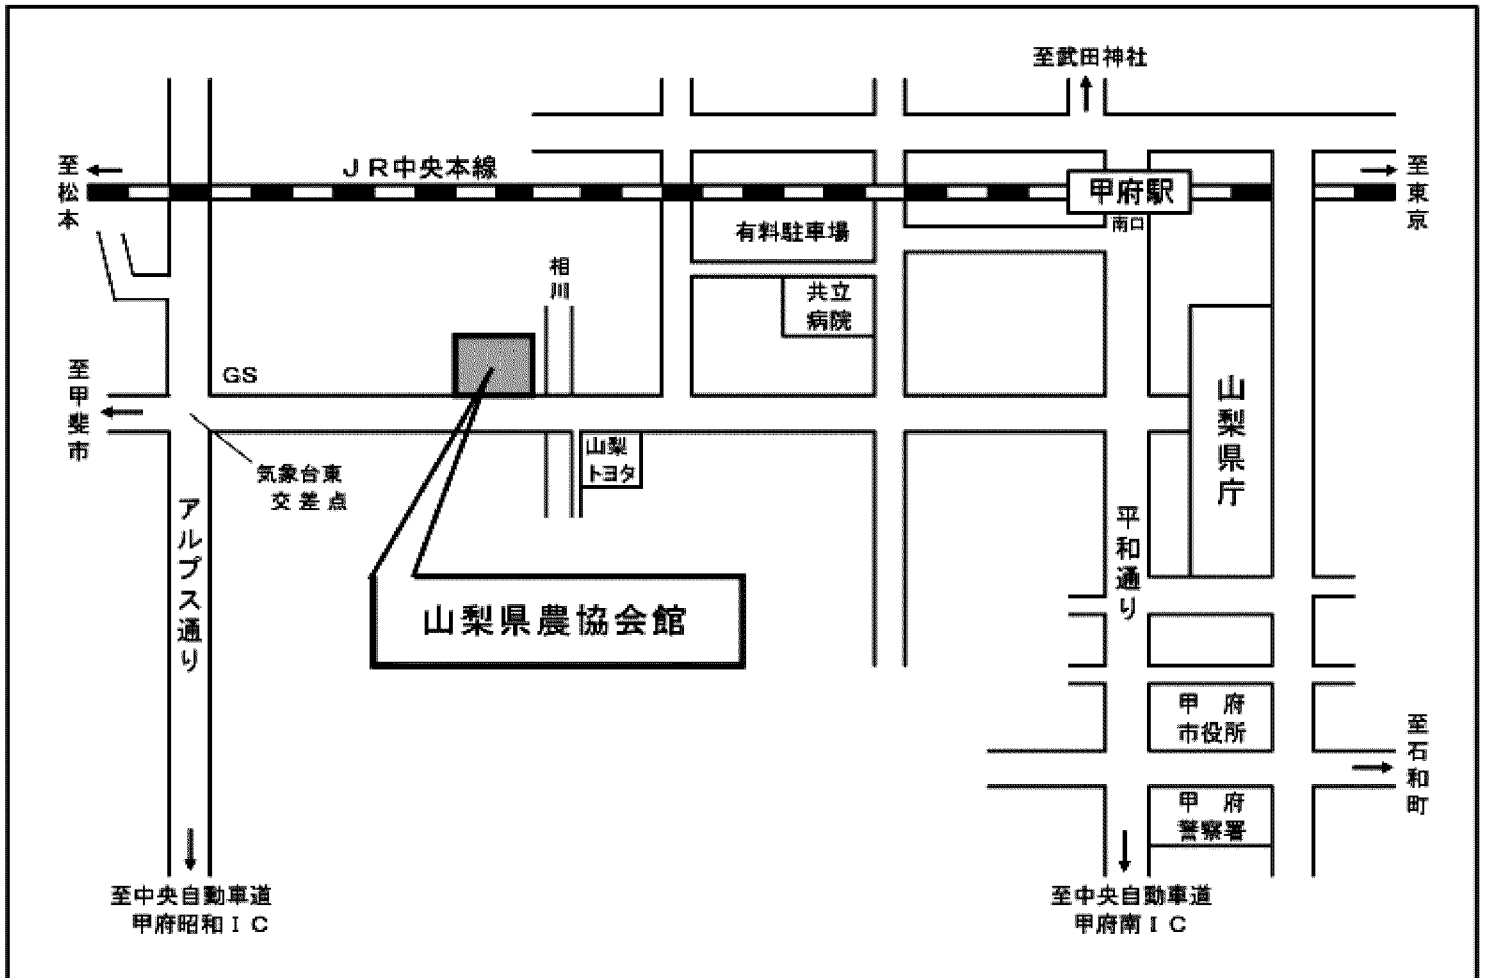 至武田神社
ＪＲ中央本線
至松本
至東京
甲府駅
南口
有料駐車場
相川
共立
病院
GS
至甲斐市
山梨県庁
山梨
トヨタ
気象台東
交差点
アルプス通り
平和通り
山梨県農協会館
甲府
市役所
至石和町
甲府
警察署
至中央自動車道
甲府昭和ＩＣ
至中央自動車道
甲府南ＩＣ